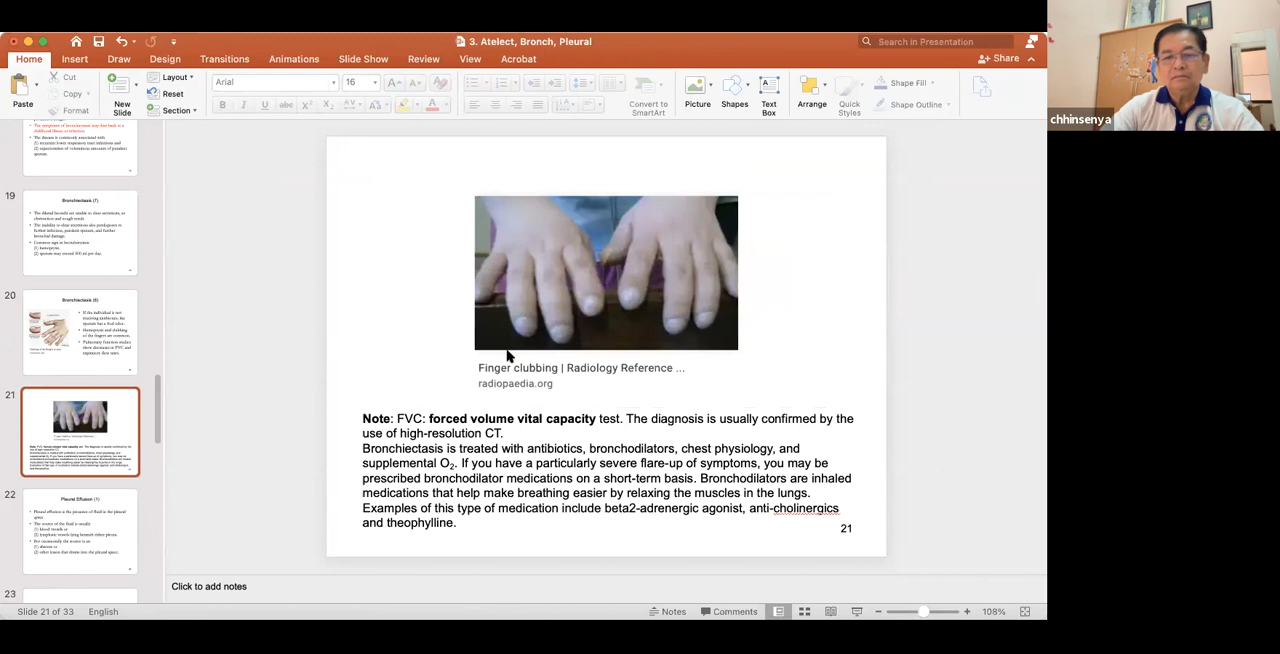 3. Atelect, Bronch, Pleural
Search in Presentation
Home Insert Draw Design Transitions Animations Slide Show Review View Acrobat
Share
Paste
Cut
Copy
Format
New Slide
Layout
Reset
Section
Arial 16
Convert to SmartArt
Picture
Shapes
Text Box
Arrange
Quick Styles
Shape Fill
Shape Outline
chhinsenya
19
Bronchiectasis (7)
20
Bronchiectasis (8)
21
22
Pleural Effusion (1)
23
Finger clubbing | Radiology Reference ...
radiopaedia.org
Note: FVC: forced volume vital capacity test. The diagnosis is usually confirmed by the
use of high-resolution CT.
Bronchiectasis is treated with antibiotics, bronchodilators, chest physiology, and
supplemental O2. If you have a particularly severe flare-up of symptoms, you may be
prescribed bronchodilator medications on a short-term basis. Bronchodilators are inhaled
medications that help make breathing easier by relaxing the muscles in the lungs.
Examples of this type of medication include beta2-adrenergic agonist, anti-cholinergics
and theophylline.
21
Click to add notes
Slide 21 of 33 English
Notes Comments 108%